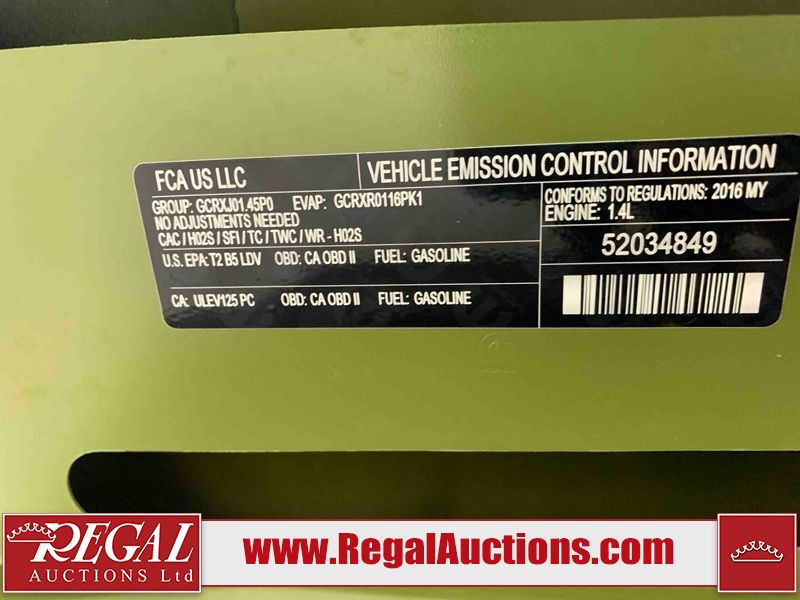 FCA US LLC
VEHICLE EMISSION CONTROL INFORMATION
GROUP: GCRXJ01.45P0 EVAP: GCRXR0116PK1
NO ADJUSTMENTS NEEDED
CAC / H02S / SFI / TC / TWC / WR - H02S
U.S. EPA: T2 B5 LDV OBD: CA OBD II FUEL: GASOLINE
CA: ULEV125 PC OBD: CA OBD II FUEL: GASOLINE
CONFORMS TO REGULATIONS: 2016 MY
ENGINE: 1.4L
52034849
REGAL
AUCTIONS Ltd
www.RegalAuctions.com